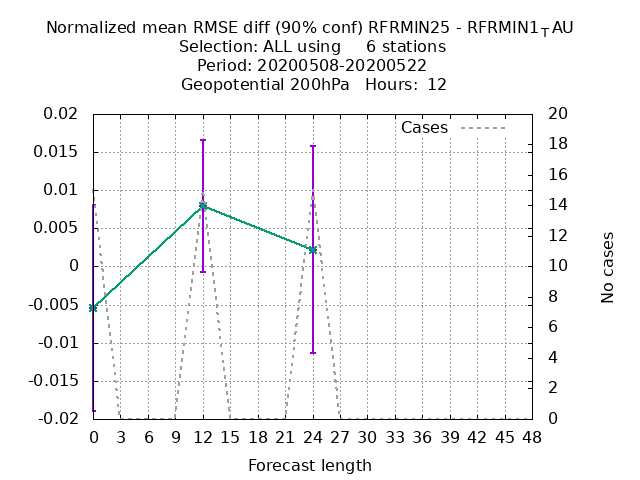 Normalized mean RMSE diff (90% conf) RFRMIN25 - RFRMIN1TAU
Selection: ALL using     6 stations
Period: 20200508-20200522
Geopotential 200hPa   Hours:  12
Cases
0.02
0.015
0.01
0.005
0
-0.005
-0.01
-0.015
-0.02
20
18
16
14
12
10
8
6
4
2
0
No cases
0 3 6 9 12 15 18 21 24 27 30 33 36 39 42 45 48
Forecast length